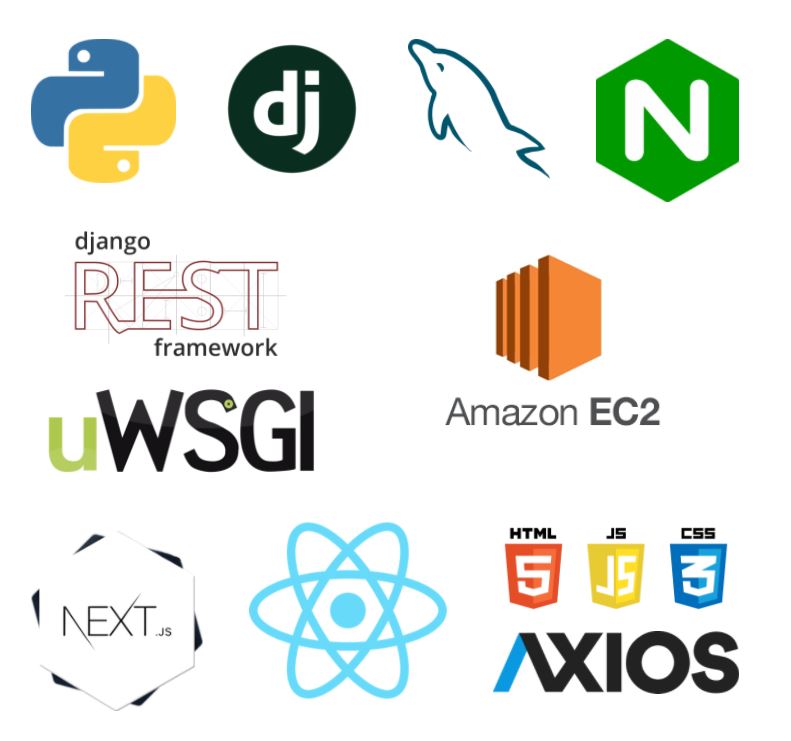 dj
N
django
REST
framework
Amazon EC2
uWSGI
NEXT.JS
HTML JS CSS
5 JS 3
AXIOS